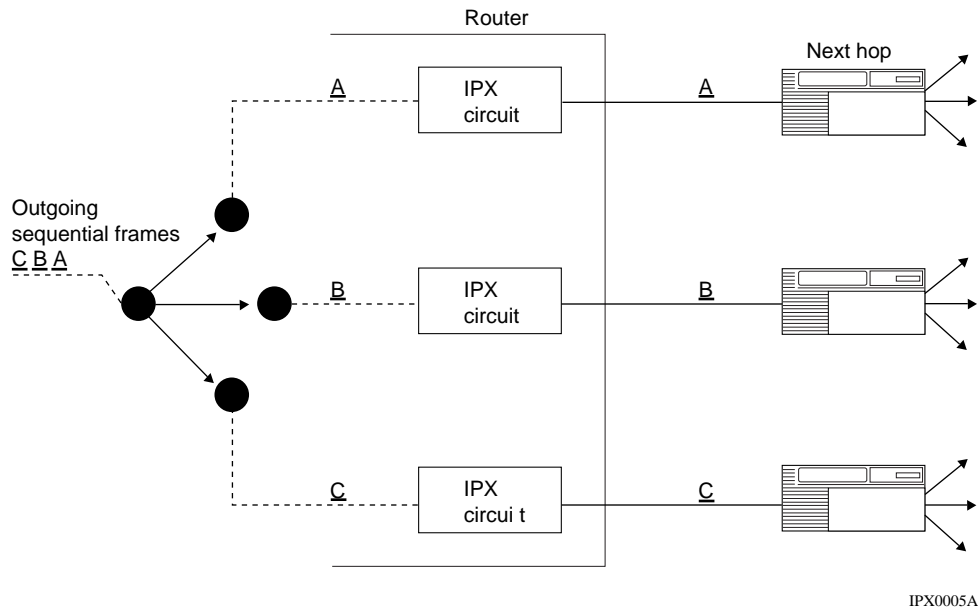 Router
Next hop
A
IPX
circuit
A
Outgoing
sequential frames
C B A
B
IPX
circuit
B
C
IPX
circui t
C
IPX0005A